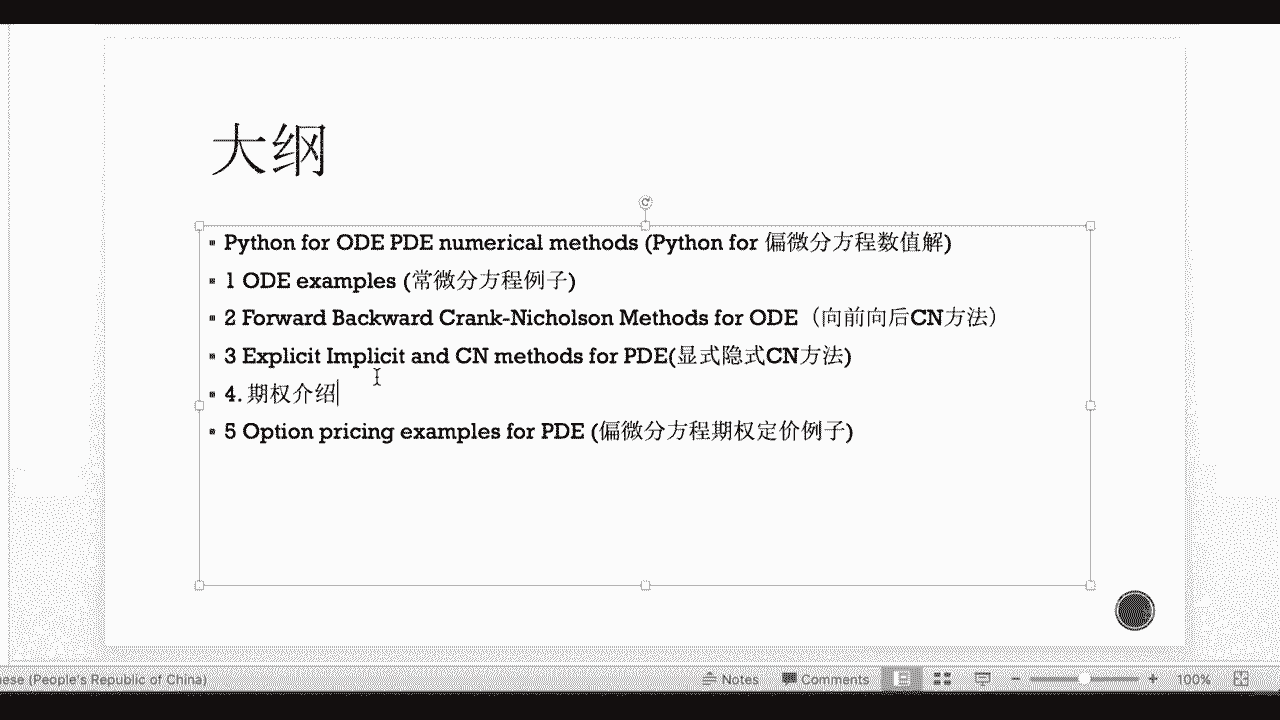 大纲
Python for ODE PDE numerical methods (Python for 偏微分方程数值解)
1 ODE examples (常微分方程例子)
2 Forward Backward Crank-Nicholson Methods for ODE（向前向后CN方法）
3 Explicit Implicit and CN methods for PDE(显式隐式CN方法)
4. 期权介绍
5 Option pricing examples for PDE (偏微分方程期权定价例子)
(People's Republic of China)
Notes
Comments
100%